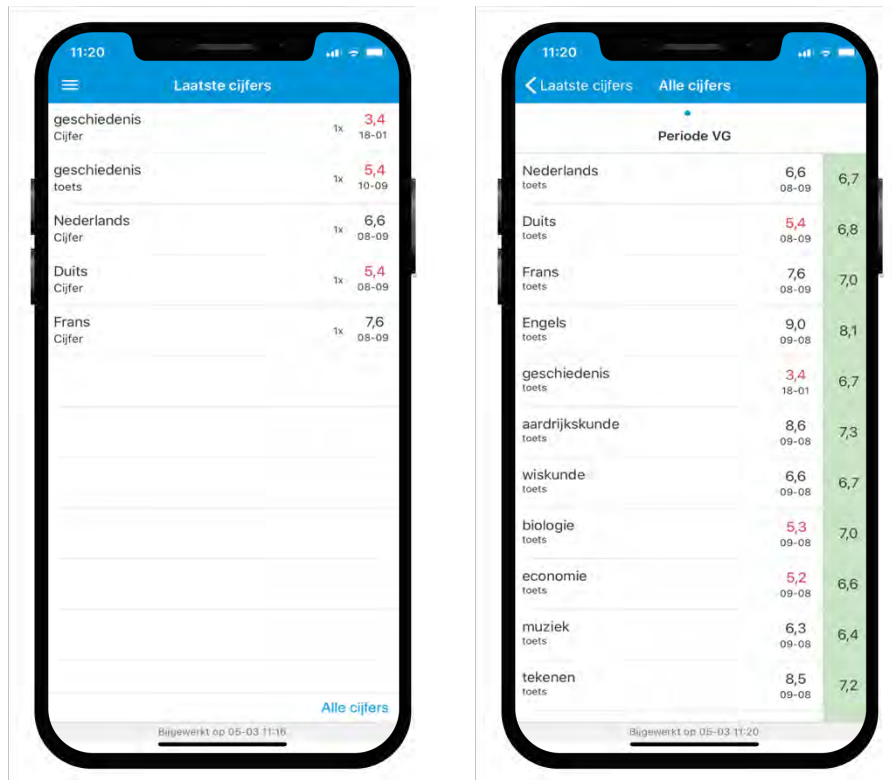 11:20
Laatste cijfers
geschiedenis
Cijfer
1x
3,4
18-01
geschiedenis
toets
1x
5,4
10-09
Nederlands
Cijfer
1x
6,6
08-09
Duits
Cijfer
1x
5,4
08-09
Frans
Cijfer
1x
7,6
08-09
Alle cijfers
Bijgewerkt op 05-03 11:16
11:20
Laatste cijfers
Alle cijfers
Periode VG
Nederlands
toets
6,6
08-09
6,7
Duits
toets
5,4
08-09
6,8
Frans
toets
7,6
08-09
7,0
Engels
toets
9,0
09-08
8,1
geschiedenis
toets
3,4
18-01
6,7
aardrijkskunde
toets
8,6
09-08
7,3
wiskunde
toets
6,6
09-08
6,7
biologie
toets
5,3
09-08
7,0
economie
toets
5,2
09-08
6,6
muziek
toets
6,3
09-08
6,4
tekenen
toets
8,5
09-08
7,2
Bijgewerkt op 05-03 11:20